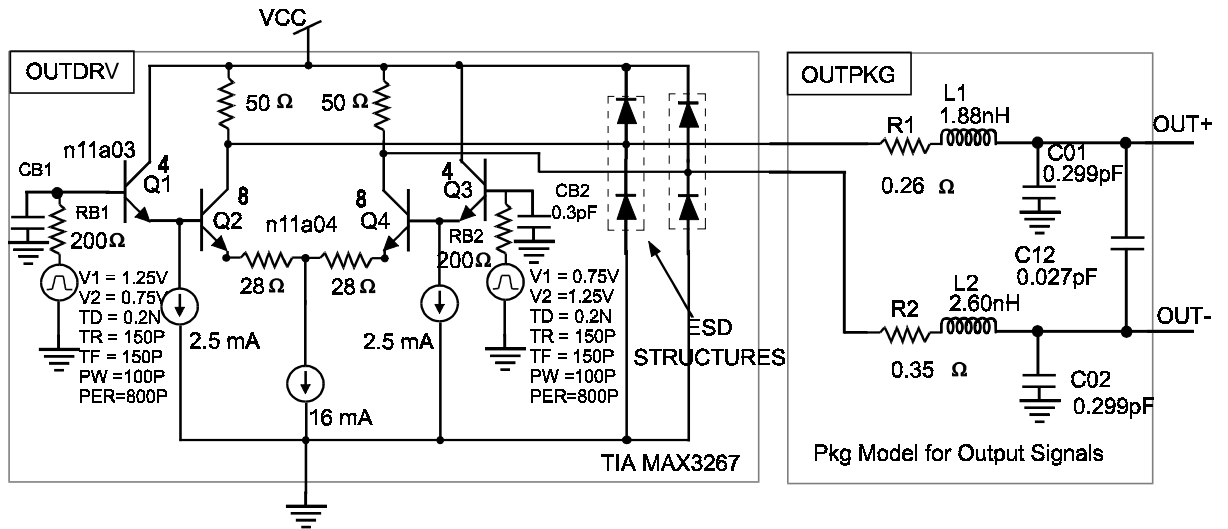 VCC
OUTDRV
OUTPKG
50 Ω
50 Ω
L1
1.88nH
R1
OUT+
n11a03
CB1
4
Q1
4
Q3
C01
0.299pF
0.26 Ω
8
Q2
n11a04
8
Q4
CB2
0.3pF
RB1
200Ω
RB2
200Ω
28 Ω
28 Ω
C12
0.027pF
V1 = 1.25V
V2 = 0.75V
TD = 0.2N
TR = 150P
TF = 150P
PW =100P
PER=800P
2.5 mA
2.5 mA
V1 = 0.75V
V2 =1.25V
TD = 0.2N
TR = 150P
TF = 150P
PW =100P
PER=800P
ESD
STRUCTURES
L2
2.60nH
R2
OUT-
0.35 Ω
C02
0.299pF
16 mA
TIA MAX3267
Pkg Model for Output Signals